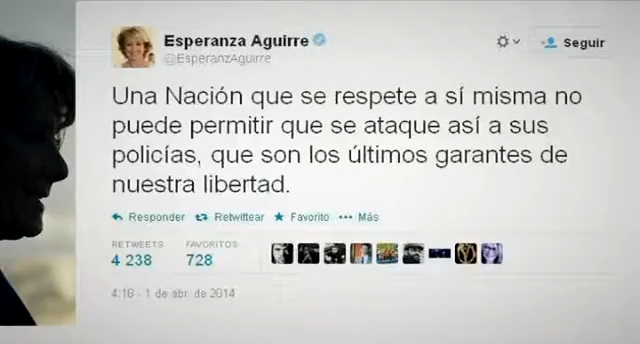 Esperanza Aguirre
@EsperanzAguirre
Seguir
Una Nación que se respete a sí misma no
puede permitir que se ataque así a sus
policías, que son los últimos garantes de
nuestra libertad.
Responder Retwittear Favorito Más
RETWEETS FAVORITOS
4 238 728
4:16 - 1 de abr. de 2014